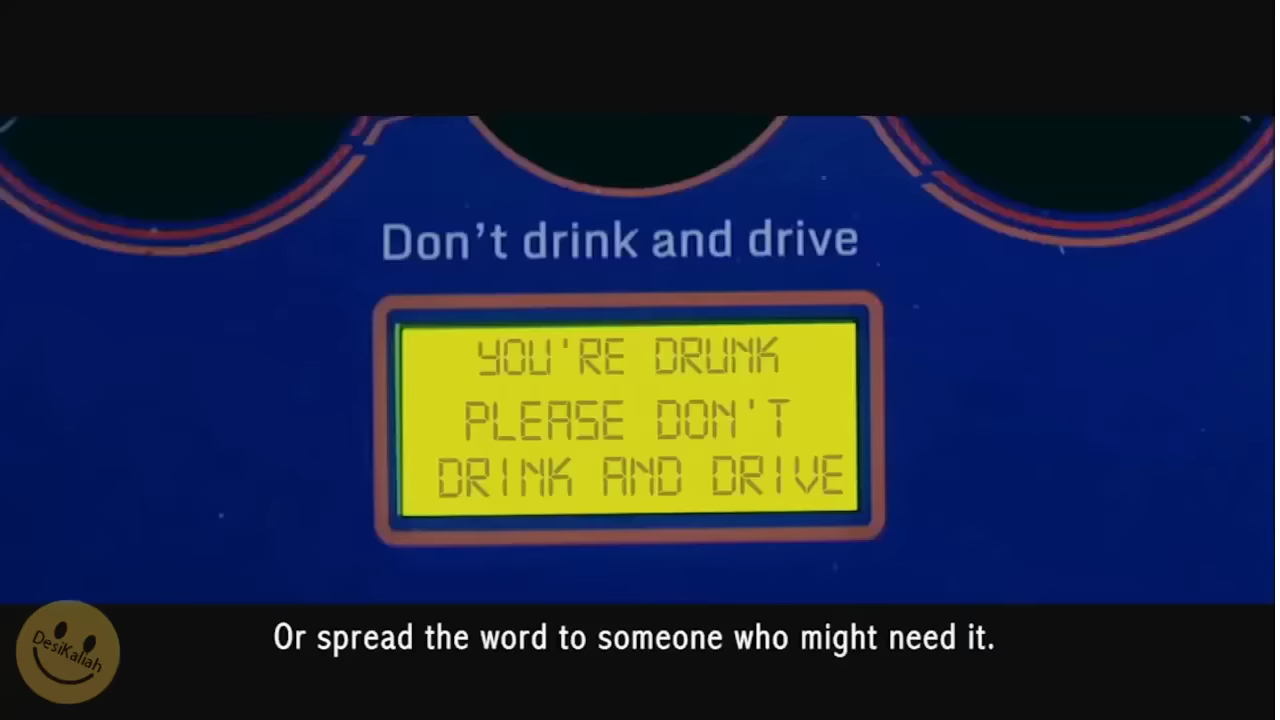 Don't drink and drive
YOU'RE DRUNK
PLEASE DON'T
DRINK AND DRIVE
Or spread the word to someone who might need it.
DesiKaliah